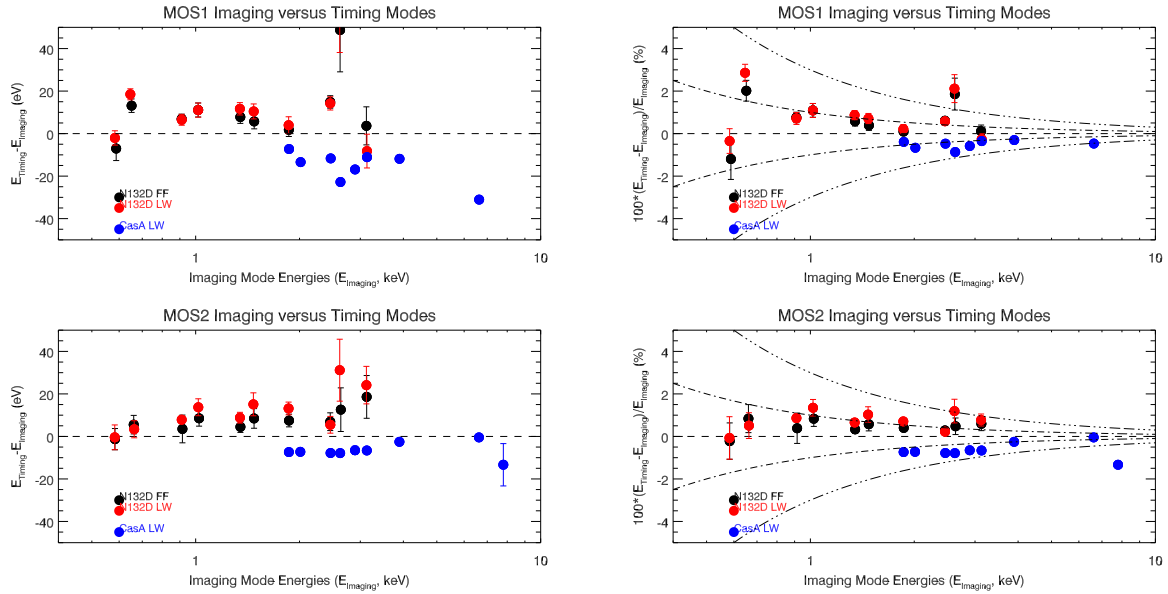 MOS1 Imaging versus Timing Modes
E_Timing-E_Imaging (eV)
40
20
0
-20
-40
N132D FF
N132D LW
CasA LW
1
10
Imaging Mode Energies (E_Imaging, keV)
MOS1 Imaging versus Timing Modes
100*(E_Timing-E_Imaging)/E_Imaging (%)
4
2
0
-2
-4
N132D FF
N132D LW
CasA LW
1
10
Imaging Mode Energies (E_Imaging, keV)
MOS2 Imaging versus Timing Modes
E_Timing-E_Imaging (eV)
40
20
0
-20
-40
N132D FF
N132D LW
CasA LW
1
10
Imaging Mode Energies (E_Imaging, keV)
MOS2 Imaging versus Timing Modes
100*(E_Timing-E_Imaging)/E_Imaging (%)
4
2
0
-2
-4
N132D FF
N132D LW
CasA LW
1
10
Imaging Mode Energies (E_Imaging, keV)